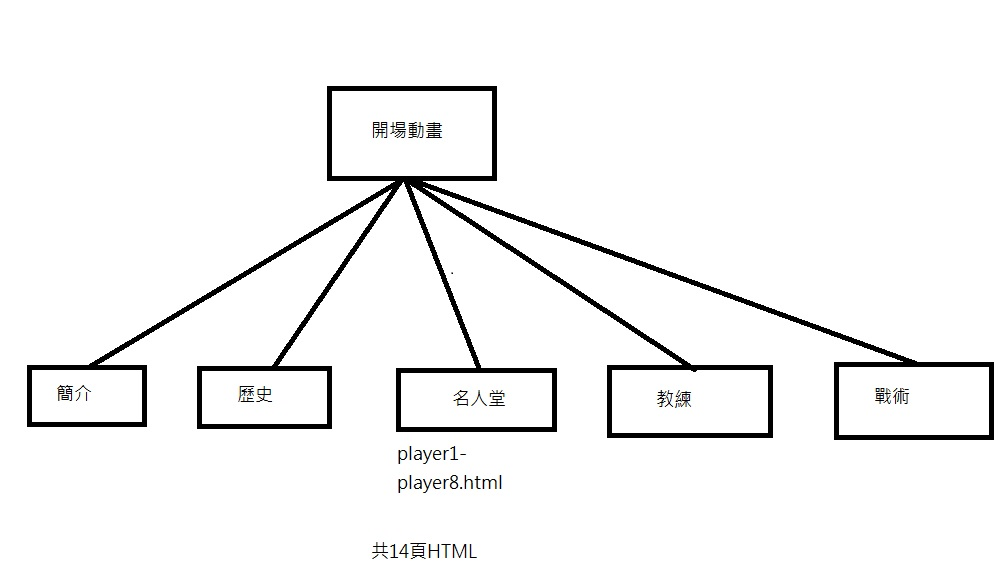 開場動畫
簡介
歷史
名人堂
教練
戰術
player1-
player8.html
共14頁HTML